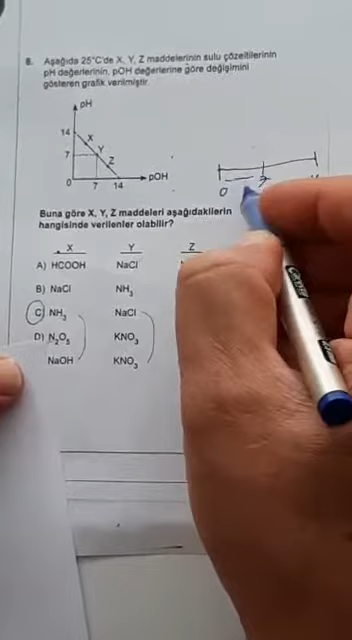 8. Aşağıda 25°C'de X, Y, Z maddelerinin sulu çözeltilerinin
pH değerlerinin, pOH değerlerine göre değişimini
gösteren grafik verilmiştir.
pH
14
X
7
Y
Z
0
7
14
pOH
0
7
Buna göre X, Y, Z maddeleri aşağıdakilerin
hangisinde verilenler olabilir?
X Y Z
A) HCOOH NaCl
B) NaCl NH₃
C) NH₃ NaCl
D) N₂O₅ KNO₃
NaOH KNO₃